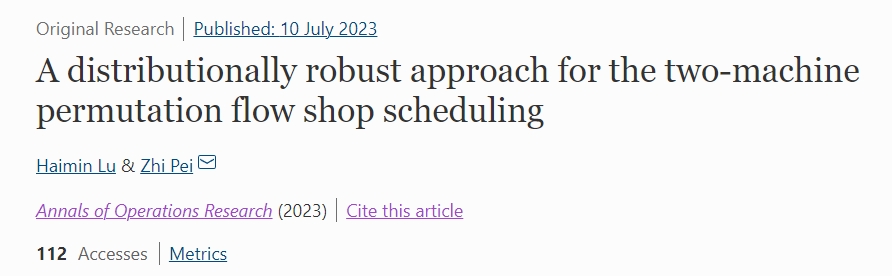 Original Research | Published: 10 July 2023
A distributionally robust approach for the two-machine
permutation flow shop scheduling
Haimin Lu & Zhi Pei
Annals of Operations Research (2023) | Cite this article
112 Accesses | Metrics